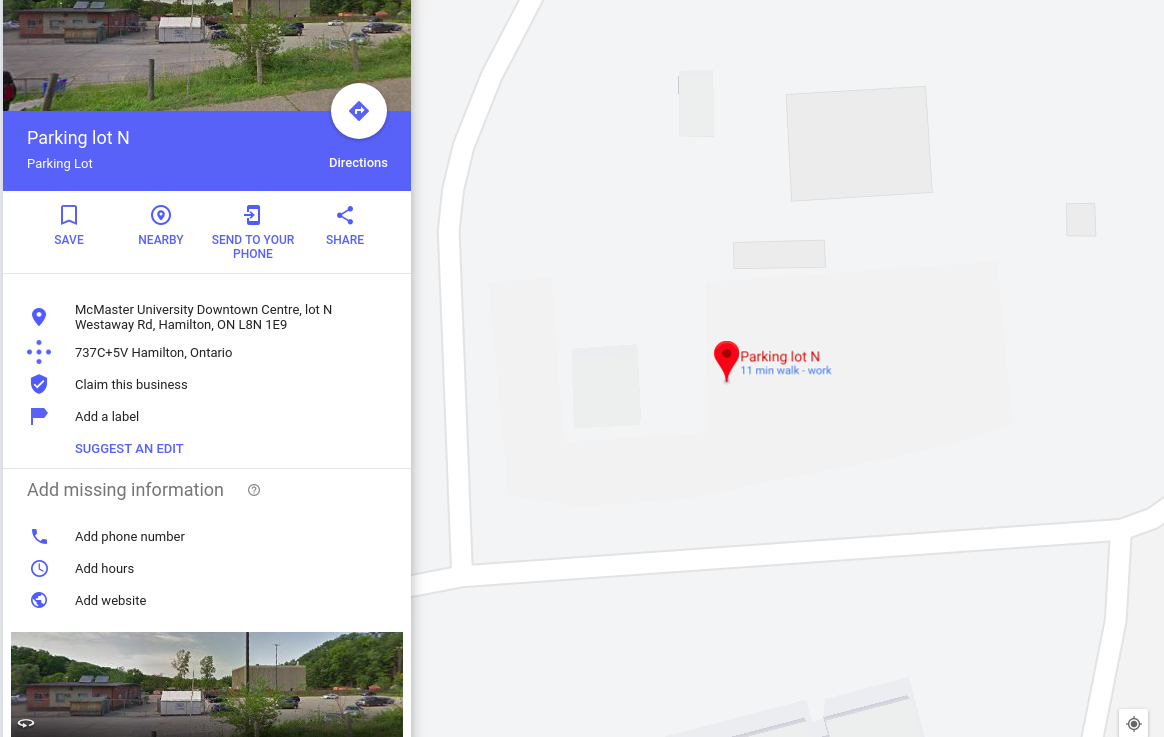 Parking lot N
Parking Lot
Directions
SAVE
NEARBY
SEND TO YOUR
PHONE
SHARE
McMaster University Downtown Centre, lot N
Westaway Rd, Hamilton, ON L8N 1E9
737C+5V Hamilton, Ontario
Claim this business
Add a label
SUGGEST AN EDIT
Add missing information
Add phone number
Add hours
Add website
Parking lot N
11 min walk - work